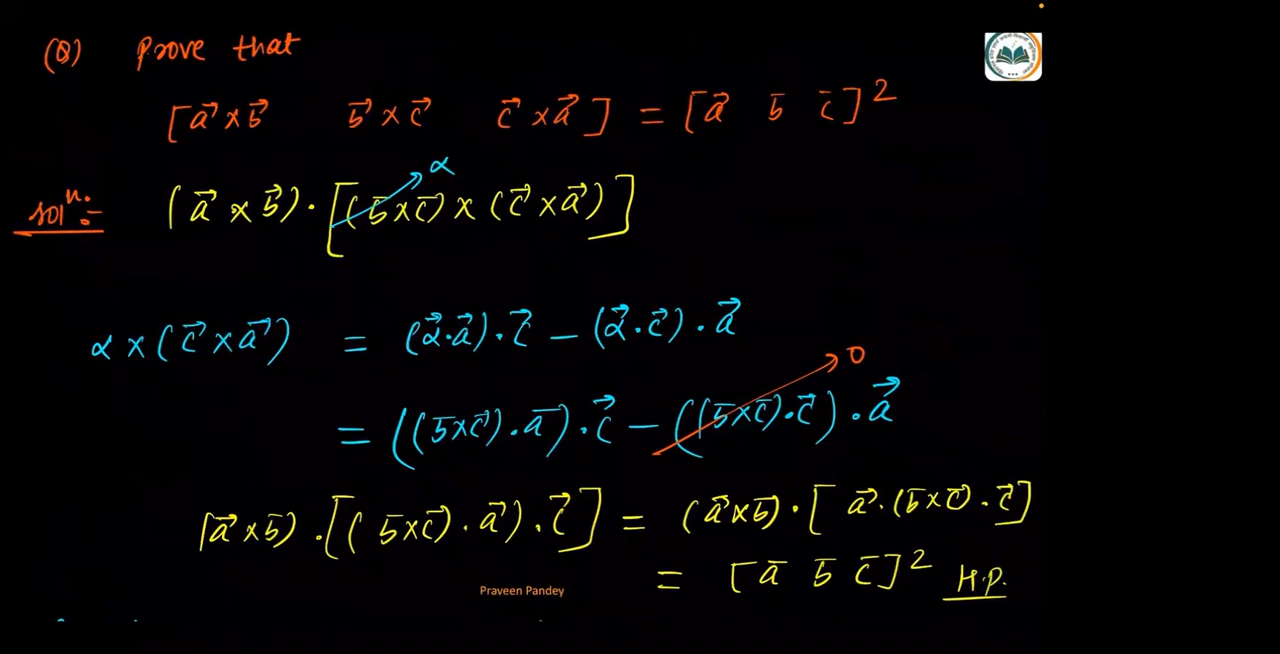 (Q) Prove that
[a⃗ × b⃗ b⃗ × c⃗ c⃗ × a⃗] = [a⃗ b̄ c̄]²
solⁿ:- (a⃗ × b⃗) · [(b̄ × c̄) × (c⃗ × a⃗)]
α
α × (c⃗ × a⃗) = (α⃗ · a⃗) · c̄ − (α⃗ · c⃗) · a⃗
0
= ((b̄ × c⃗) · ā) · c⃗ − ((b̄ × c̄) · c⃗) · a⃗
(a⃗ × b̄) · [(b̄ × c̄) · a⃗) · c⃗] = (a⃗ × b̄) · [a⃗ · (b̄ × c̄) · c⃗]
= [ā b̄ c̄]² H.P.
Praveen Pandey